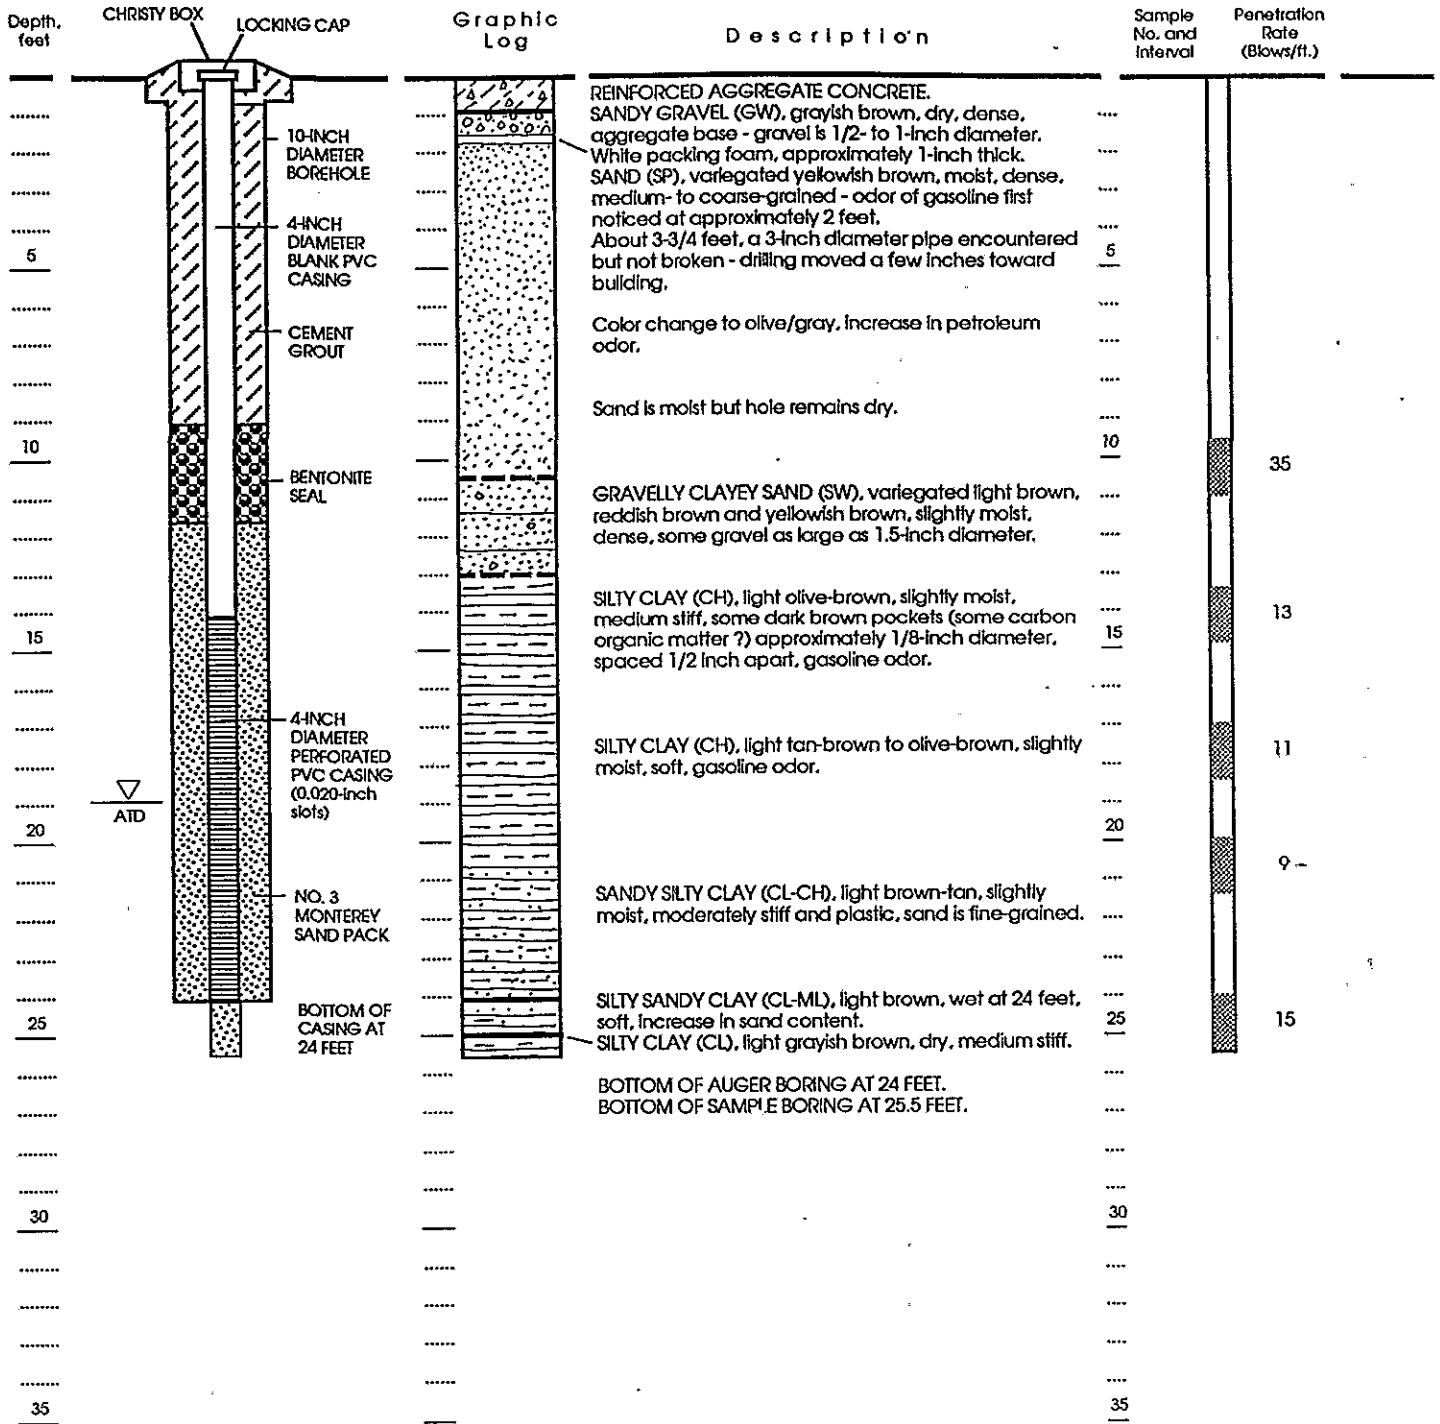 Depth, feet
CHRISTY BOX
LOCKING CAP
Graphic Log
Description
Sample No. and Interval
Penetration Rate (Blows/ft.)
10-INCH
DIAMETER
BOREHOLE
4-INCH
DIAMETER
BLANK PVC
CASING
CEMENT
GROUT
BENTONITE
SEAL
4-INCH
DIAMETER
PERFORATED
PVC CASING
(0.020-inch
slots)
ATD
NO. 3
MONTEREY
SAND PACK
BOTTOM OF
CASING AT
24 FEET
5
10
15
20
25
30
35
REINFORCED AGGREGATE CONCRETE.
SANDY GRAVEL (GW), grayish brown, dry, dense,
aggregate base - gravel is 1/2- to 1-inch diameter.
White packing foam, approximately 1-inch thick.
SAND (SP), variegated yellowish brown, moist, dense,
medium- to coarse-grained - odor of gasoline first
noticed at approximately 2 feet.
About 3-3/4 feet, a 3-inch diameter pipe encountered
but not broken - drilling moved a few inches toward
building.
Color change to olive/gray, increase in petroleum
odor.
Sand is moist but hole remains dry.
GRAVELLY CLAYEY SAND (SW), variegated light brown,
reddish brown and yellowish brown, slightly moist,
dense, some gravel as large as 1.5-inch diameter.
SILTY CLAY (CH), light olive-brown, slightly moist,
medium stiff, some dark brown pockets (some carbon
organic matter ?) approximately 1/8-inch diameter,
spaced 1/2 inch apart, gasoline odor.
SILTY CLAY (CH), light tan-brown to olive-brown, slightly
moist, soft, gasoline odor.
SANDY SILTY CLAY (CL-CH), light brown-tan, slightly
moist, moderately stiff and plastic, sand is fine-grained.
SILTY SANDY CLAY (CL-ML), light brown, wet at 24 feet,
soft, increase in sand content.
SILTY CLAY (CL), light grayish brown, dry, medium stiff.
BOTTOM OF AUGER BORING AT 24 FEET.
BOTTOM OF SAMPLE BORING AT 25.5 FEET.
5
10
15
20
25
30
35
35
13
11
9
15